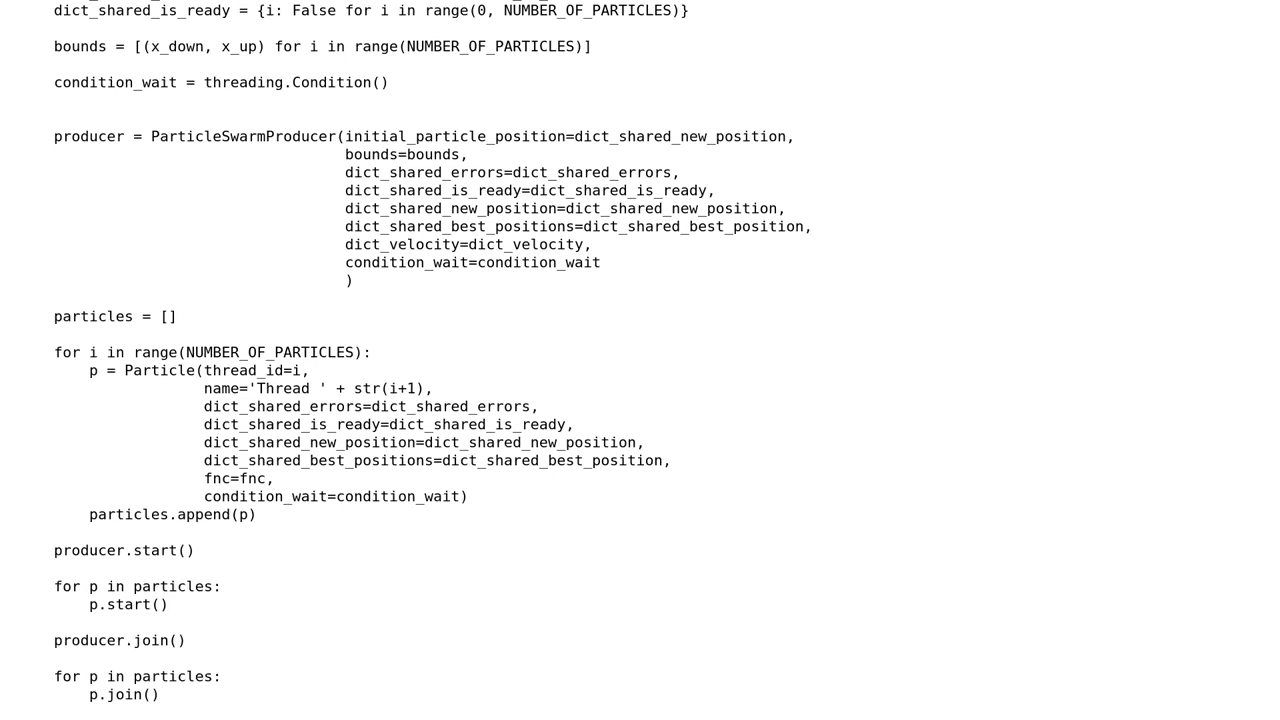 dict_shared_is_ready = {i: False for i in range(0, NUMBER_OF_PARTICLES)}
bounds = [(x_down, x_up) for i in range(NUMBER_OF_PARTICLES)]
condition_wait = threading.Condition()
producer = ParticleSwarmProducer(initial_particle_position=dict_shared_new_position,
bounds=bounds,
dict_shared_errors=dict_shared_errors,
dict_shared_is_ready=dict_shared_is_ready,
dict_shared_new_position=dict_shared_new_position,
dict_shared_best_positions=dict_shared_best_position,
dict_velocity=dict_velocity,
condition_wait=condition_wait
)
particles = []
for i in range(NUMBER_OF_PARTICLES):
p = Particle(thread_id=i,
name='Thread ' + str(i+1),
dict_shared_errors=dict_shared_errors,
dict_shared_is_ready=dict_shared_is_ready,
dict_shared_new_position=dict_shared_new_position,
dict_shared_best_positions=dict_shared_best_position,
fnc=fnc,
condition_wait=condition_wait)
particles.append(p)
producer.start()
for p in particles:
p.start()
producer.join()
for p in particles:
p.join()